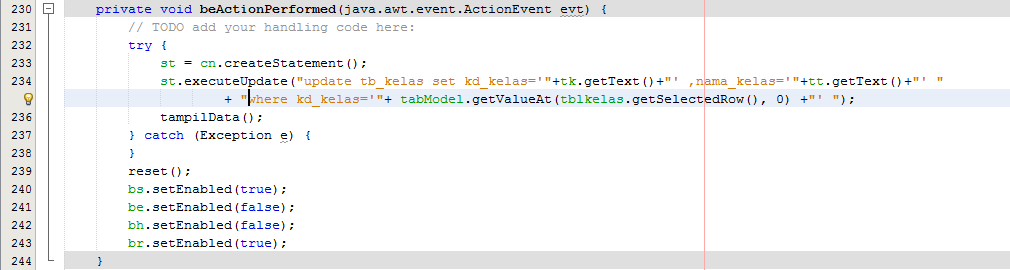 230 private void beActionPerformed(java.awt.event.ActionEvent evt) {
231 // TODO add your handling code here:
232 try {
233 st = cn.createStatement();
234 st.executeUpdate("update tb_kelas set kd_kelas='"+tk.getText()+"' ,nama_kelas='"+tt.getText()+"' "
+ "where kd_kelas='"+ tabModel.getValueAt(tblkelas.getSelectedRow(), 0) +"' ");
236 tampilData();
237 } catch (Exception e) {
238 }
239 reset();
240 bs.setEnabled(true);
241 be.setEnabled(false);
242 bh.setEnabled(false);
243 br.setEnabled(true);
244 }